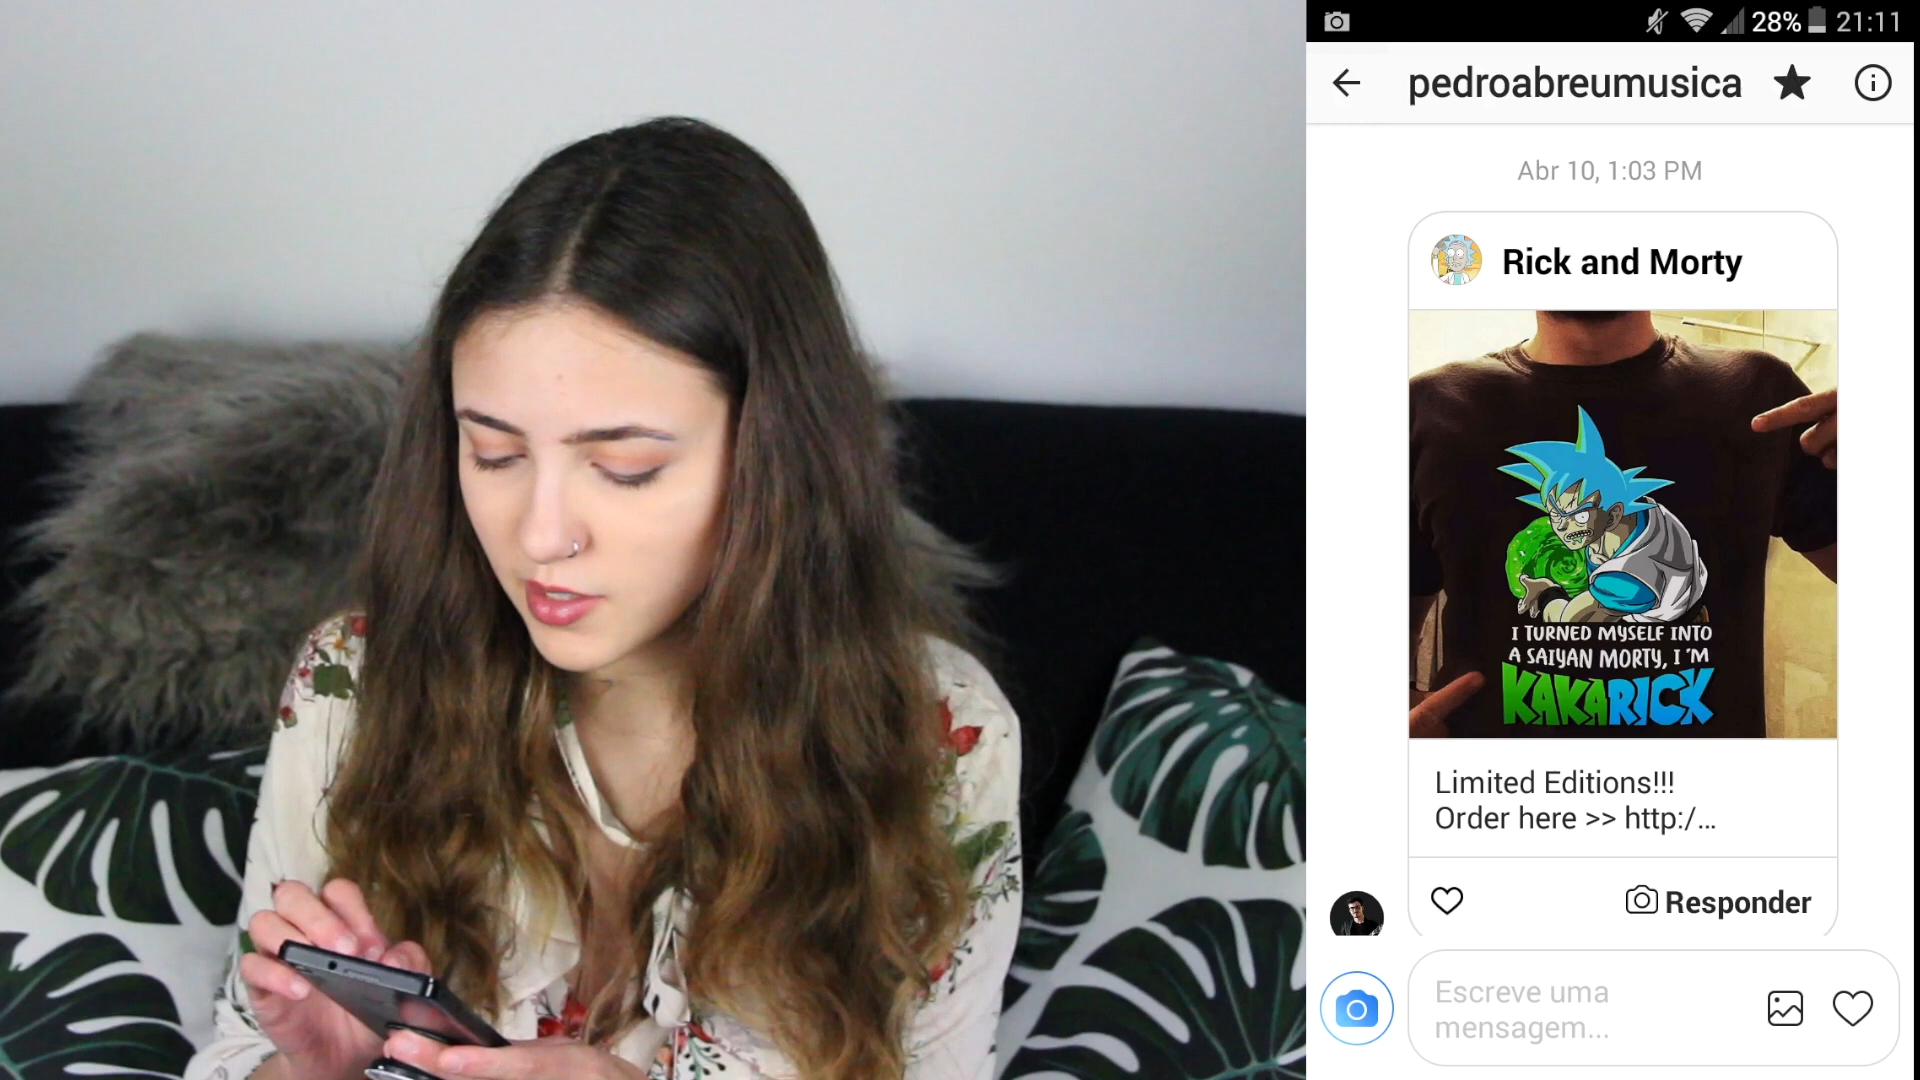 28% 21:11
pedroabreumusica
Abr 10, 1:03 PM
Rick and Morty
I TURNED MYSELF INTO
A SAIYAN MORTY, I'M
KAKARICK
Limited Editions!!!
Order here >> http:/...
Responder
Escreve uma
mensagem...